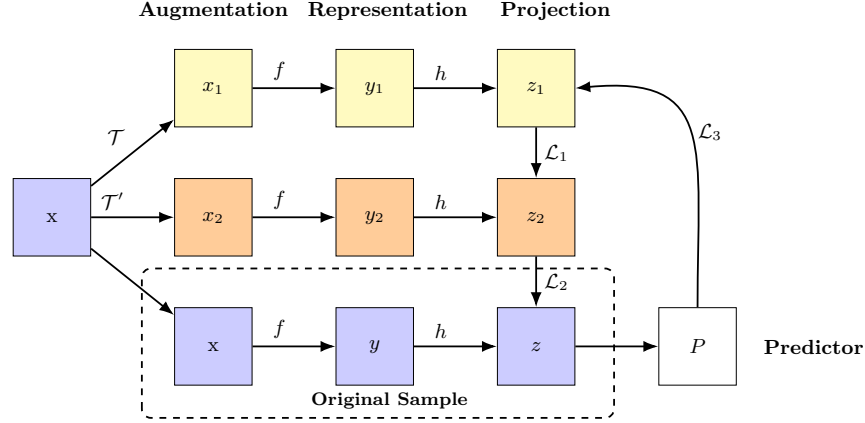 Augmentation Representation Projection
x₁ f y₁ h z₁
𝒯 ℒ₁ ℒ₃
x 𝒯′ x₂ f y₂ h z₂
ℒ₂
x f y h z P Predictor
Original Sample